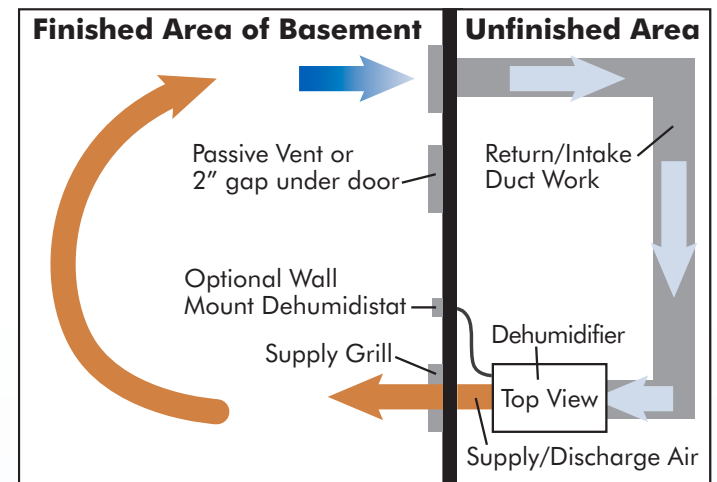 Finished Area of Basement
Unfinished Area
Passive Vent or
2” gap under door
Return/Intake
Duct Work
Optional Wall
Mount Dehumidistat
Dehumidifier
Supply Grill
Top View
Supply/Discharge Air